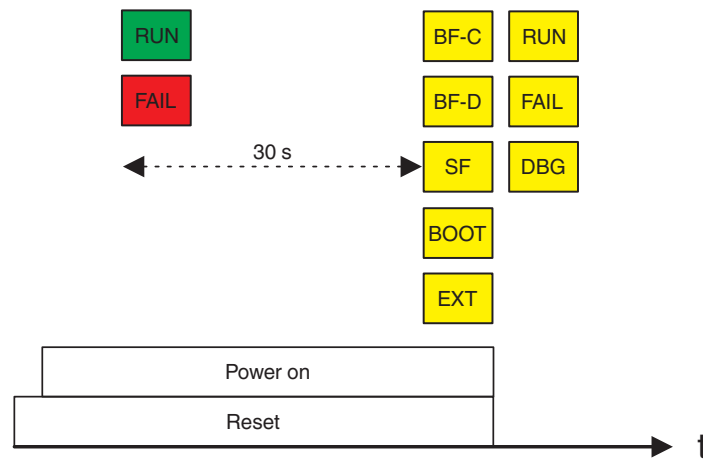 RUN BF-C RUN
FAIL BF-D FAIL
30 s SF DBG
BOOT
EXT
Power on
Reset
t